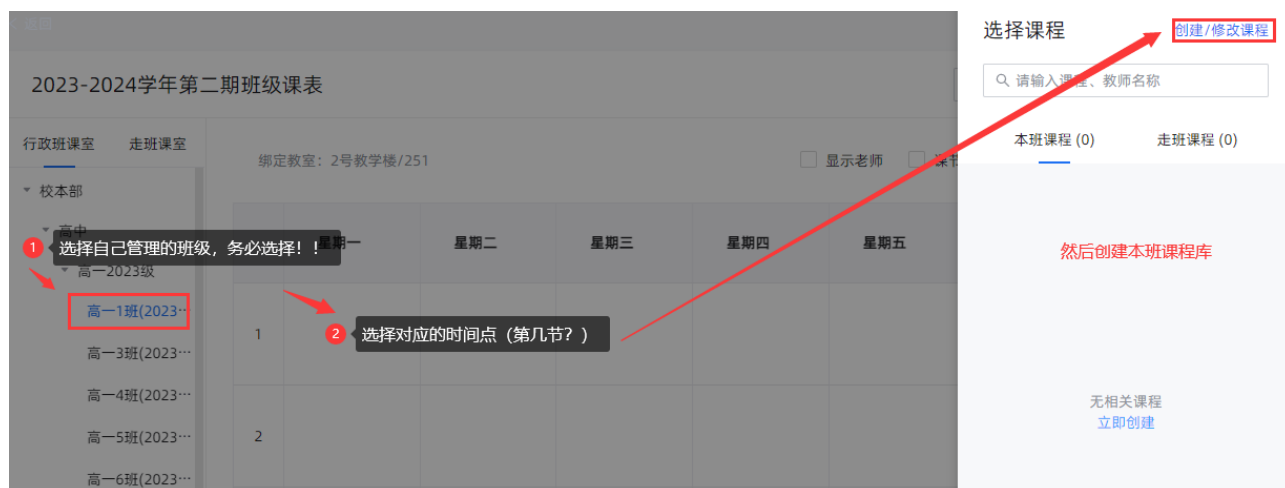 返回
2023-2024学年第二期班级课表
行政班课室 走班课室
绑定教室：2号教学楼/251
显示老师
课节
校本部
高中
1 选择自己管理的班级，务必选择！！
高一2023级
高一1班(2023…
高一3班(2023…
高一4班(2023…
高一5班(2023…
高一6班(2023…
星期一 星期二 星期三 星期四 星期五
1
2 选择对应的时间点（第几节？）
2
选择课程 创建/修改课程
请输入课程、教师名称
本班课程 (0) 走班课程 (0)
然后创建本班课程库
无相关课程
立即创建